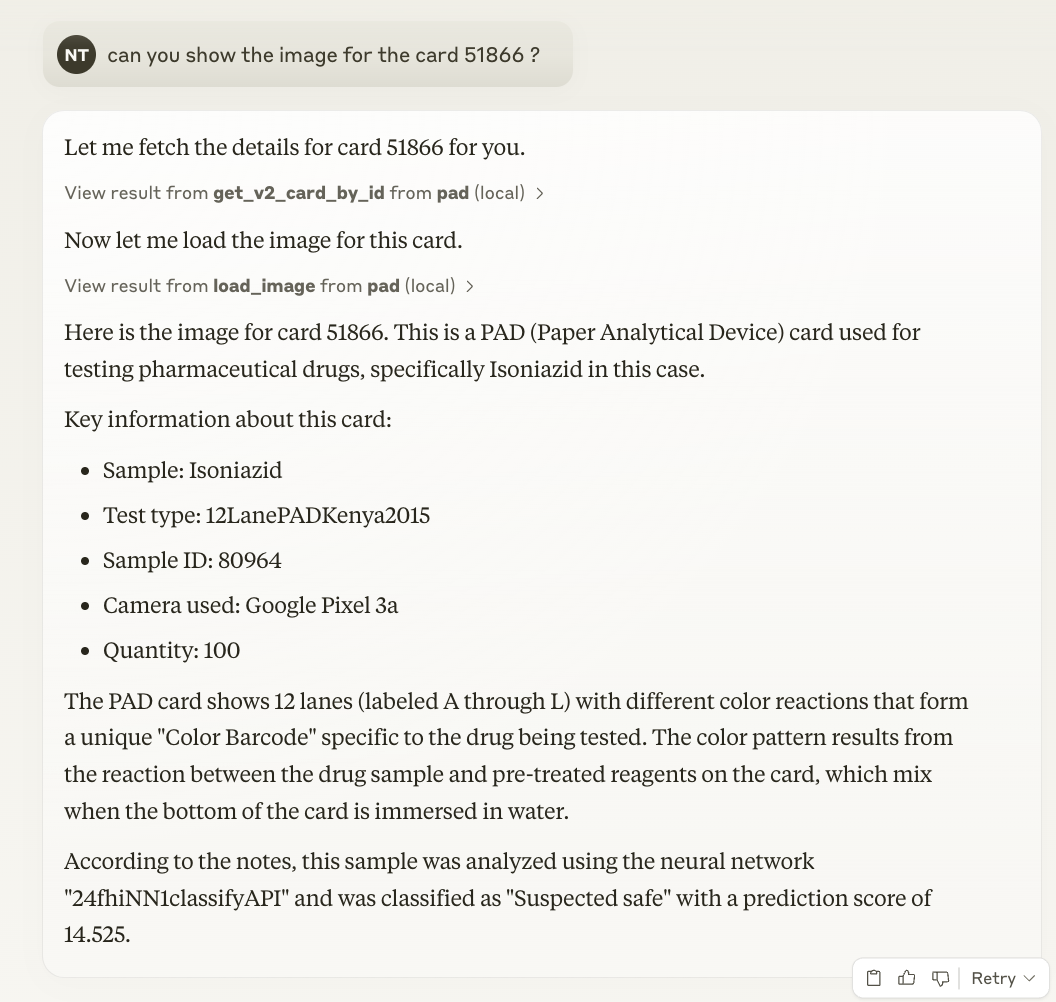 NT can you show the image for the card 51866 ?
Let me fetch the details for card 51866 for you.
View result from get_v2_card_by_id from pad (local)
Now let me load the image for this card.
View result from load_image from pad (local)
Here is the image for card 51866. This is a PAD (Paper Analytical Device) card used for
testing pharmaceutical drugs, specifically Isoniazid in this case.
Key information about this card:
• Sample: Isoniazid
• Test type: 12LanePADKenya2015
• Sample ID: 80964
• Camera used: Google Pixel 3a
• Quantity: 100
The PAD card shows 12 lanes (labeled A through L) with different color reactions that form
a unique "Color Barcode" specific to the drug being tested. The color pattern results from
the reaction between the drug sample and pre-treated reagents on the card, which mix
when the bottom of the card is immersed in water.
According to the notes, this sample was analyzed using the neural network
"24fhiNN1classifyAPI" and was classified as "Suspected safe" with a prediction score of
14.525.
Retry